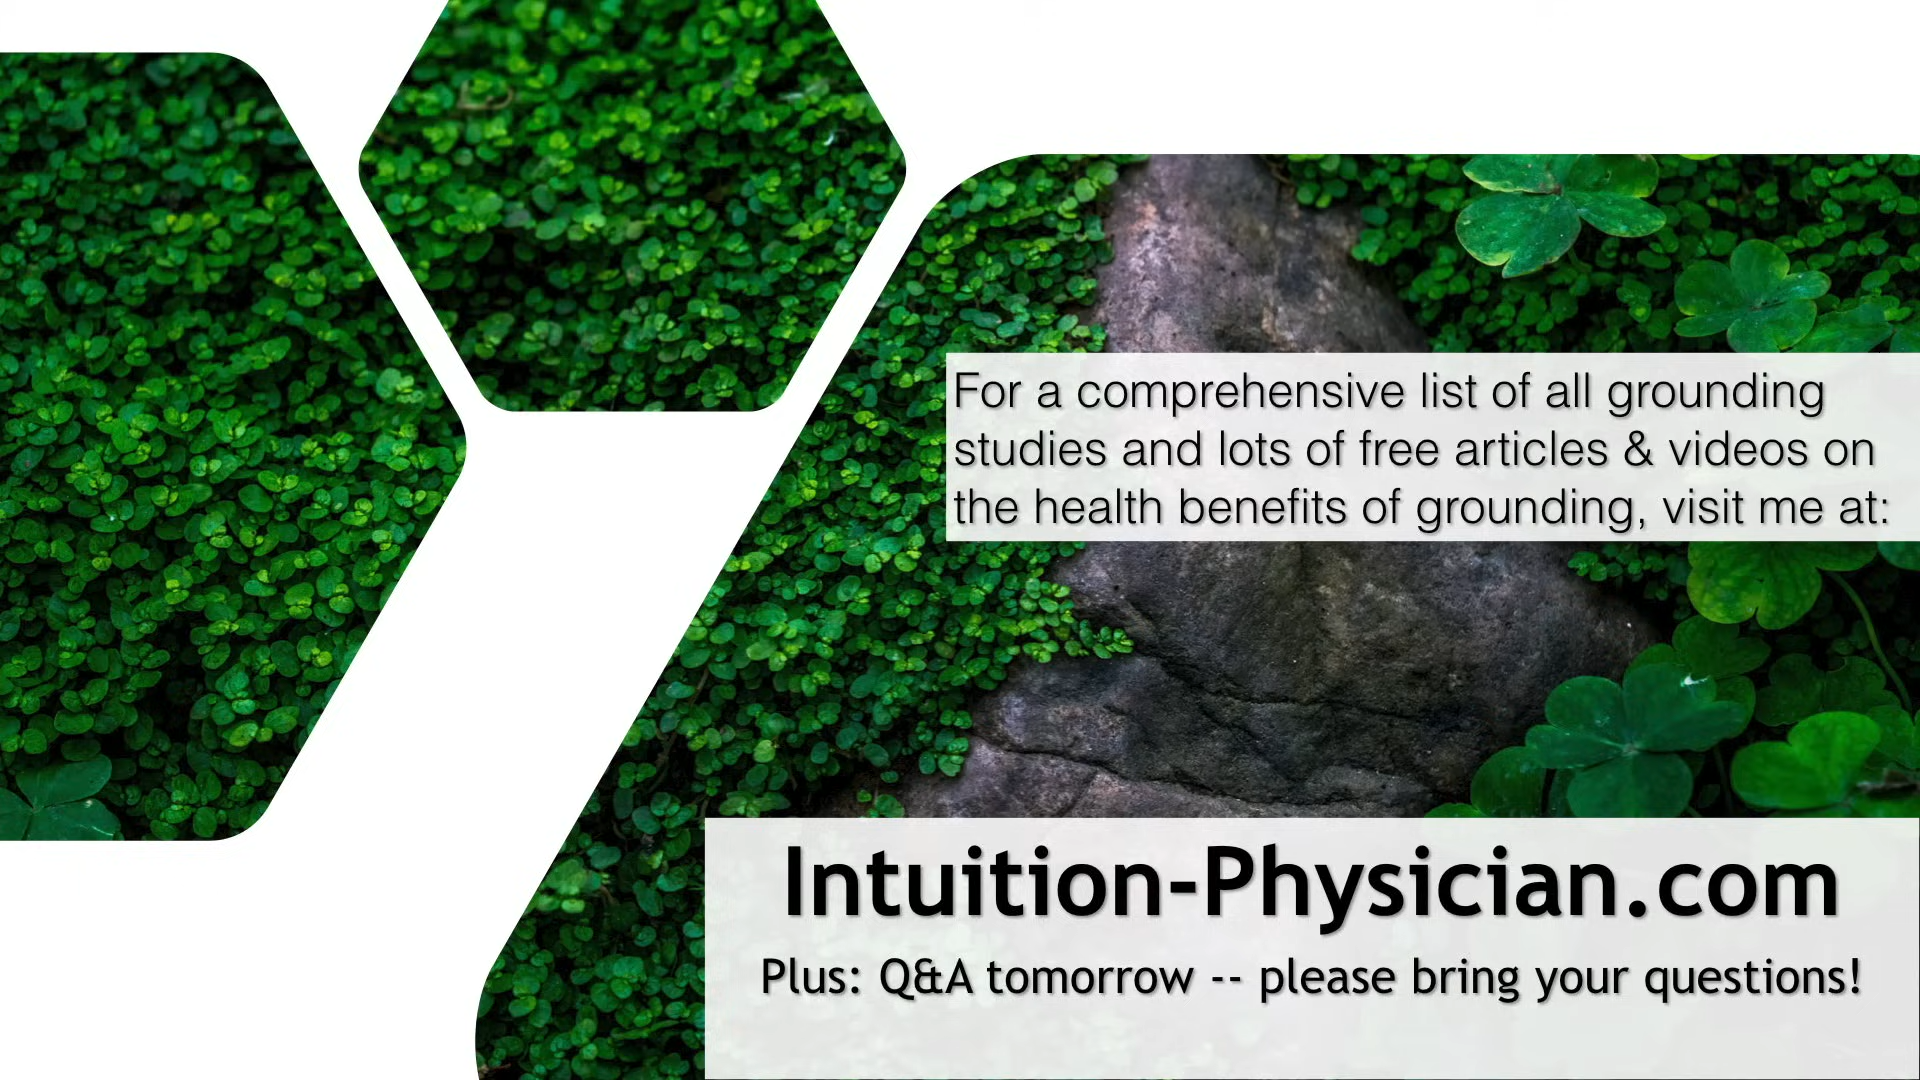 For a comprehensive list of all grounding
studies and lots of free articles & videos on
the health benefits of grounding, visit me at:
Intuition-Physician.com
Plus: Q&A tomorrow -- please bring your questions!